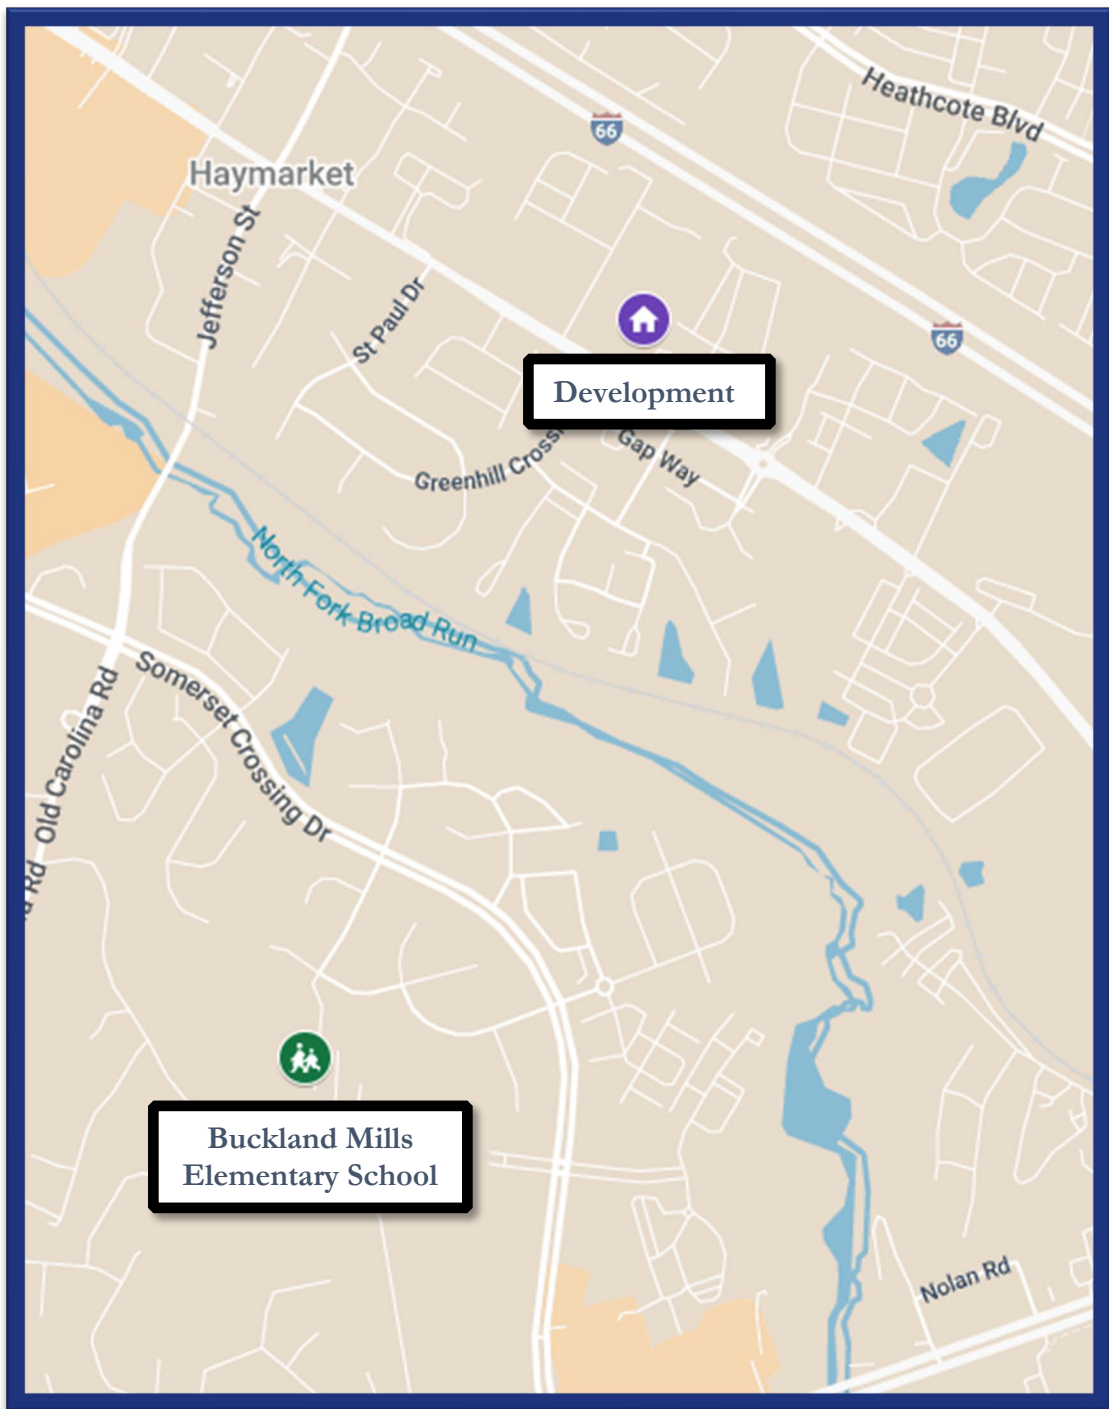 Heathcote Blvd
66
Haymarket
Jefferson St
St Paul Dr
66
Development
Gap Way
Greenhill Cross
North Fork Broad Run
Somerset Crossing Dr
Old Carolina Rd
Rd
Buckland Mills
Elementary School
Nolan Rd